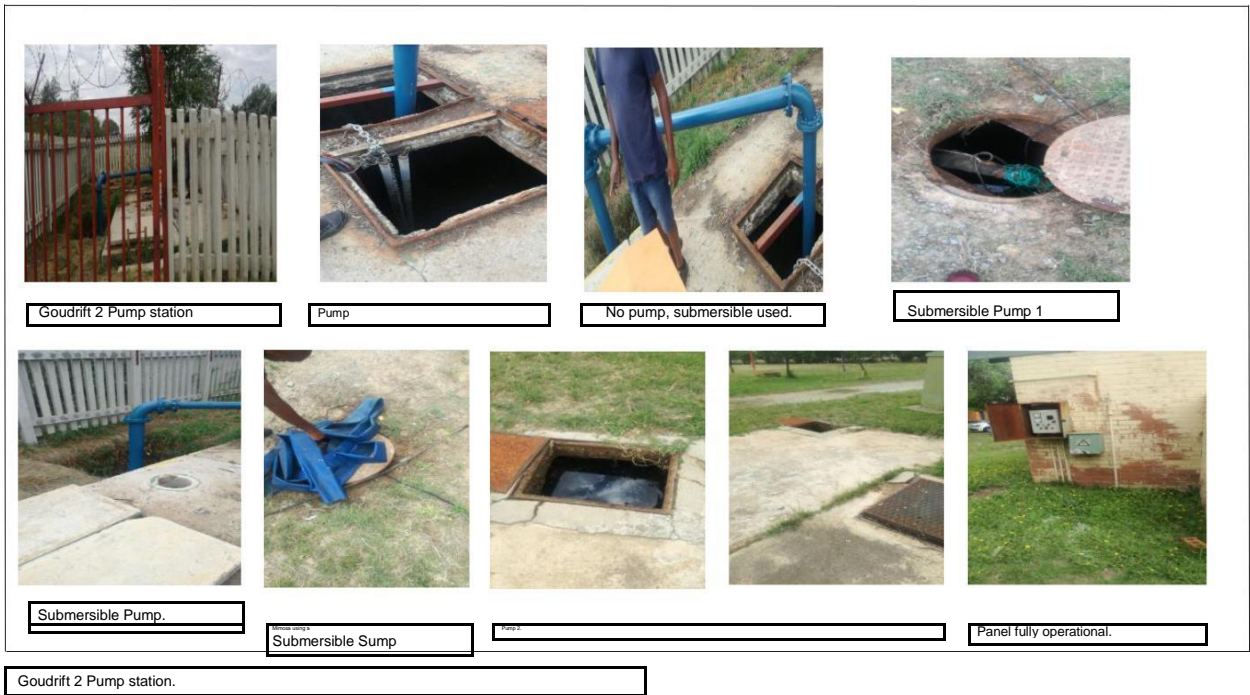 Goudrift 2 Pump station
Pump
No pump, submersible used.
Submersible Pump 1
Submersible Pump.
Mimosa using a
Submersible Sump
Pump 2.
Panel fully operational.
Goudrift 2 Pump station.